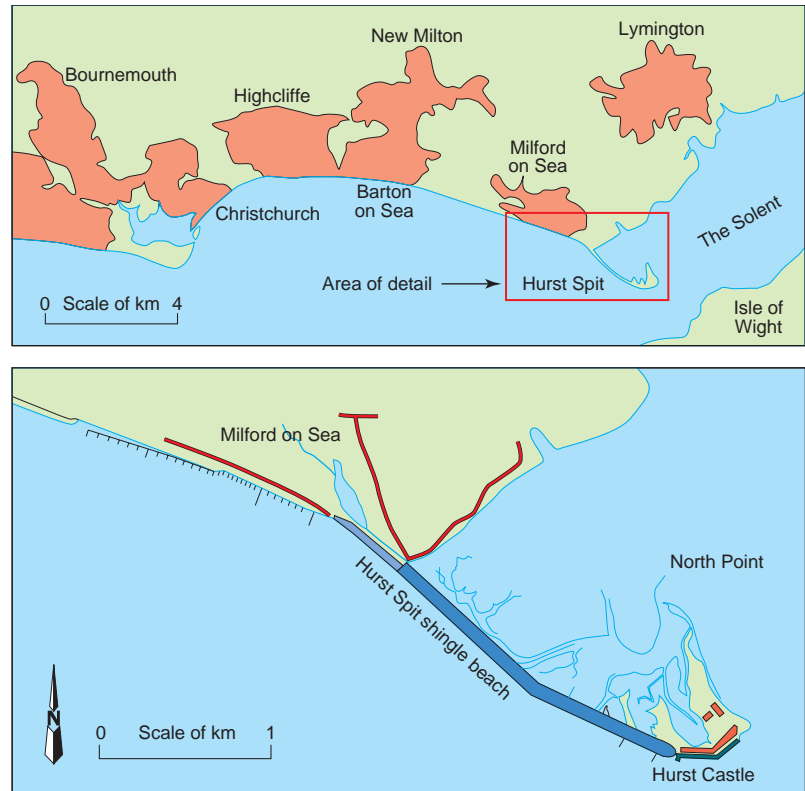 New Milton
Lymington
Bournemouth
Highcliffe
Milford
on Sea
Christchurch
Barton
on Sea
The Solent
Area of detail
Hurst Spit
0 Scale of km 4
Isle of
Wight
Milford on Sea
North Point
Hurst Spit shingle beach
N
0 Scale of km 1
Hurst Castle